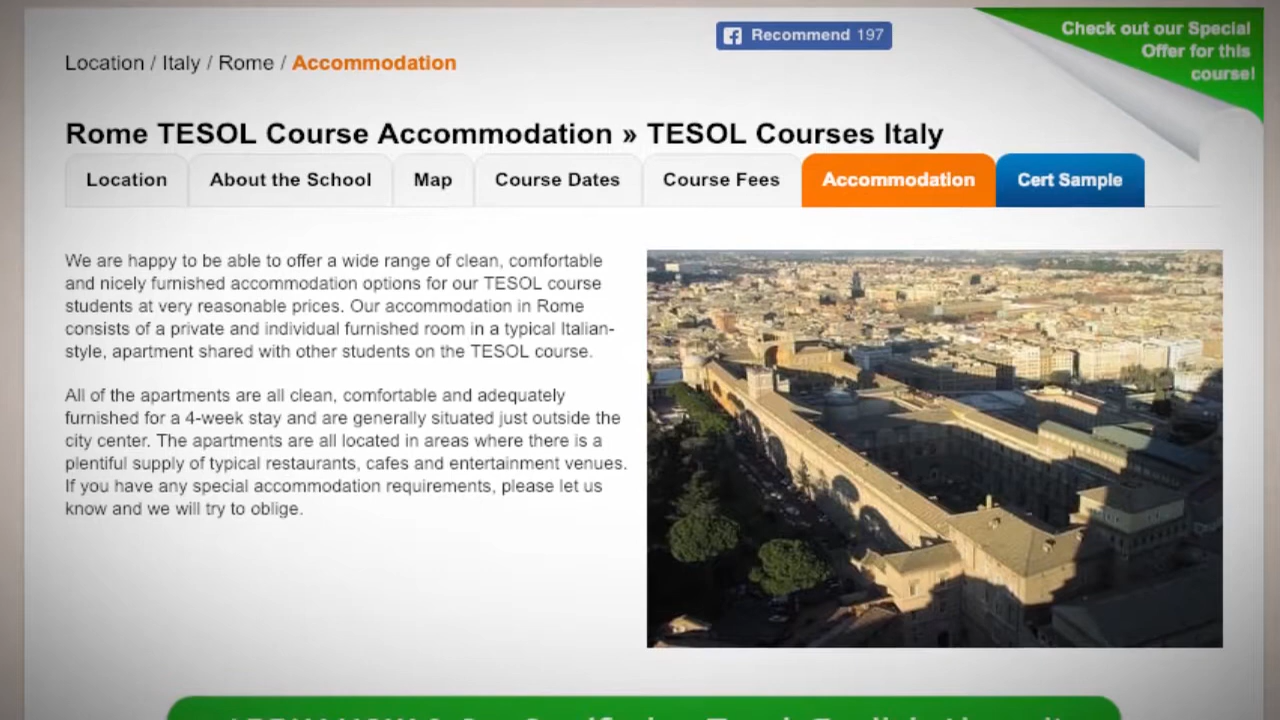 Recommend 197
Check out our Special
Offer for this
course!
Location / Italy / Rome / Accommodation
Rome TESOL Course Accommodation » TESOL Courses Italy
Location
About the School
Map
Course Dates
Course Fees
Accommodation
Cert Sample
We are happy to be able to offer a wide range of clean, comfortable
and nicely furnished accommodation options for our TESOL course
students at very reasonable prices. Our accommodation in Rome
consists of a private and individual furnished room in a typical Italian-
style, apartment shared with other students on the TESOL course.
All of the apartments are all clean, comfortable and adequately
furnished for a 4-week stay and are generally situated just outside the
city center. The apartments are all located in areas where there is a
plentiful supply of typical restaurants, cafes and entertainment venues.
If you have any special accommodation requirements, please let us
know and we will try to oblige.